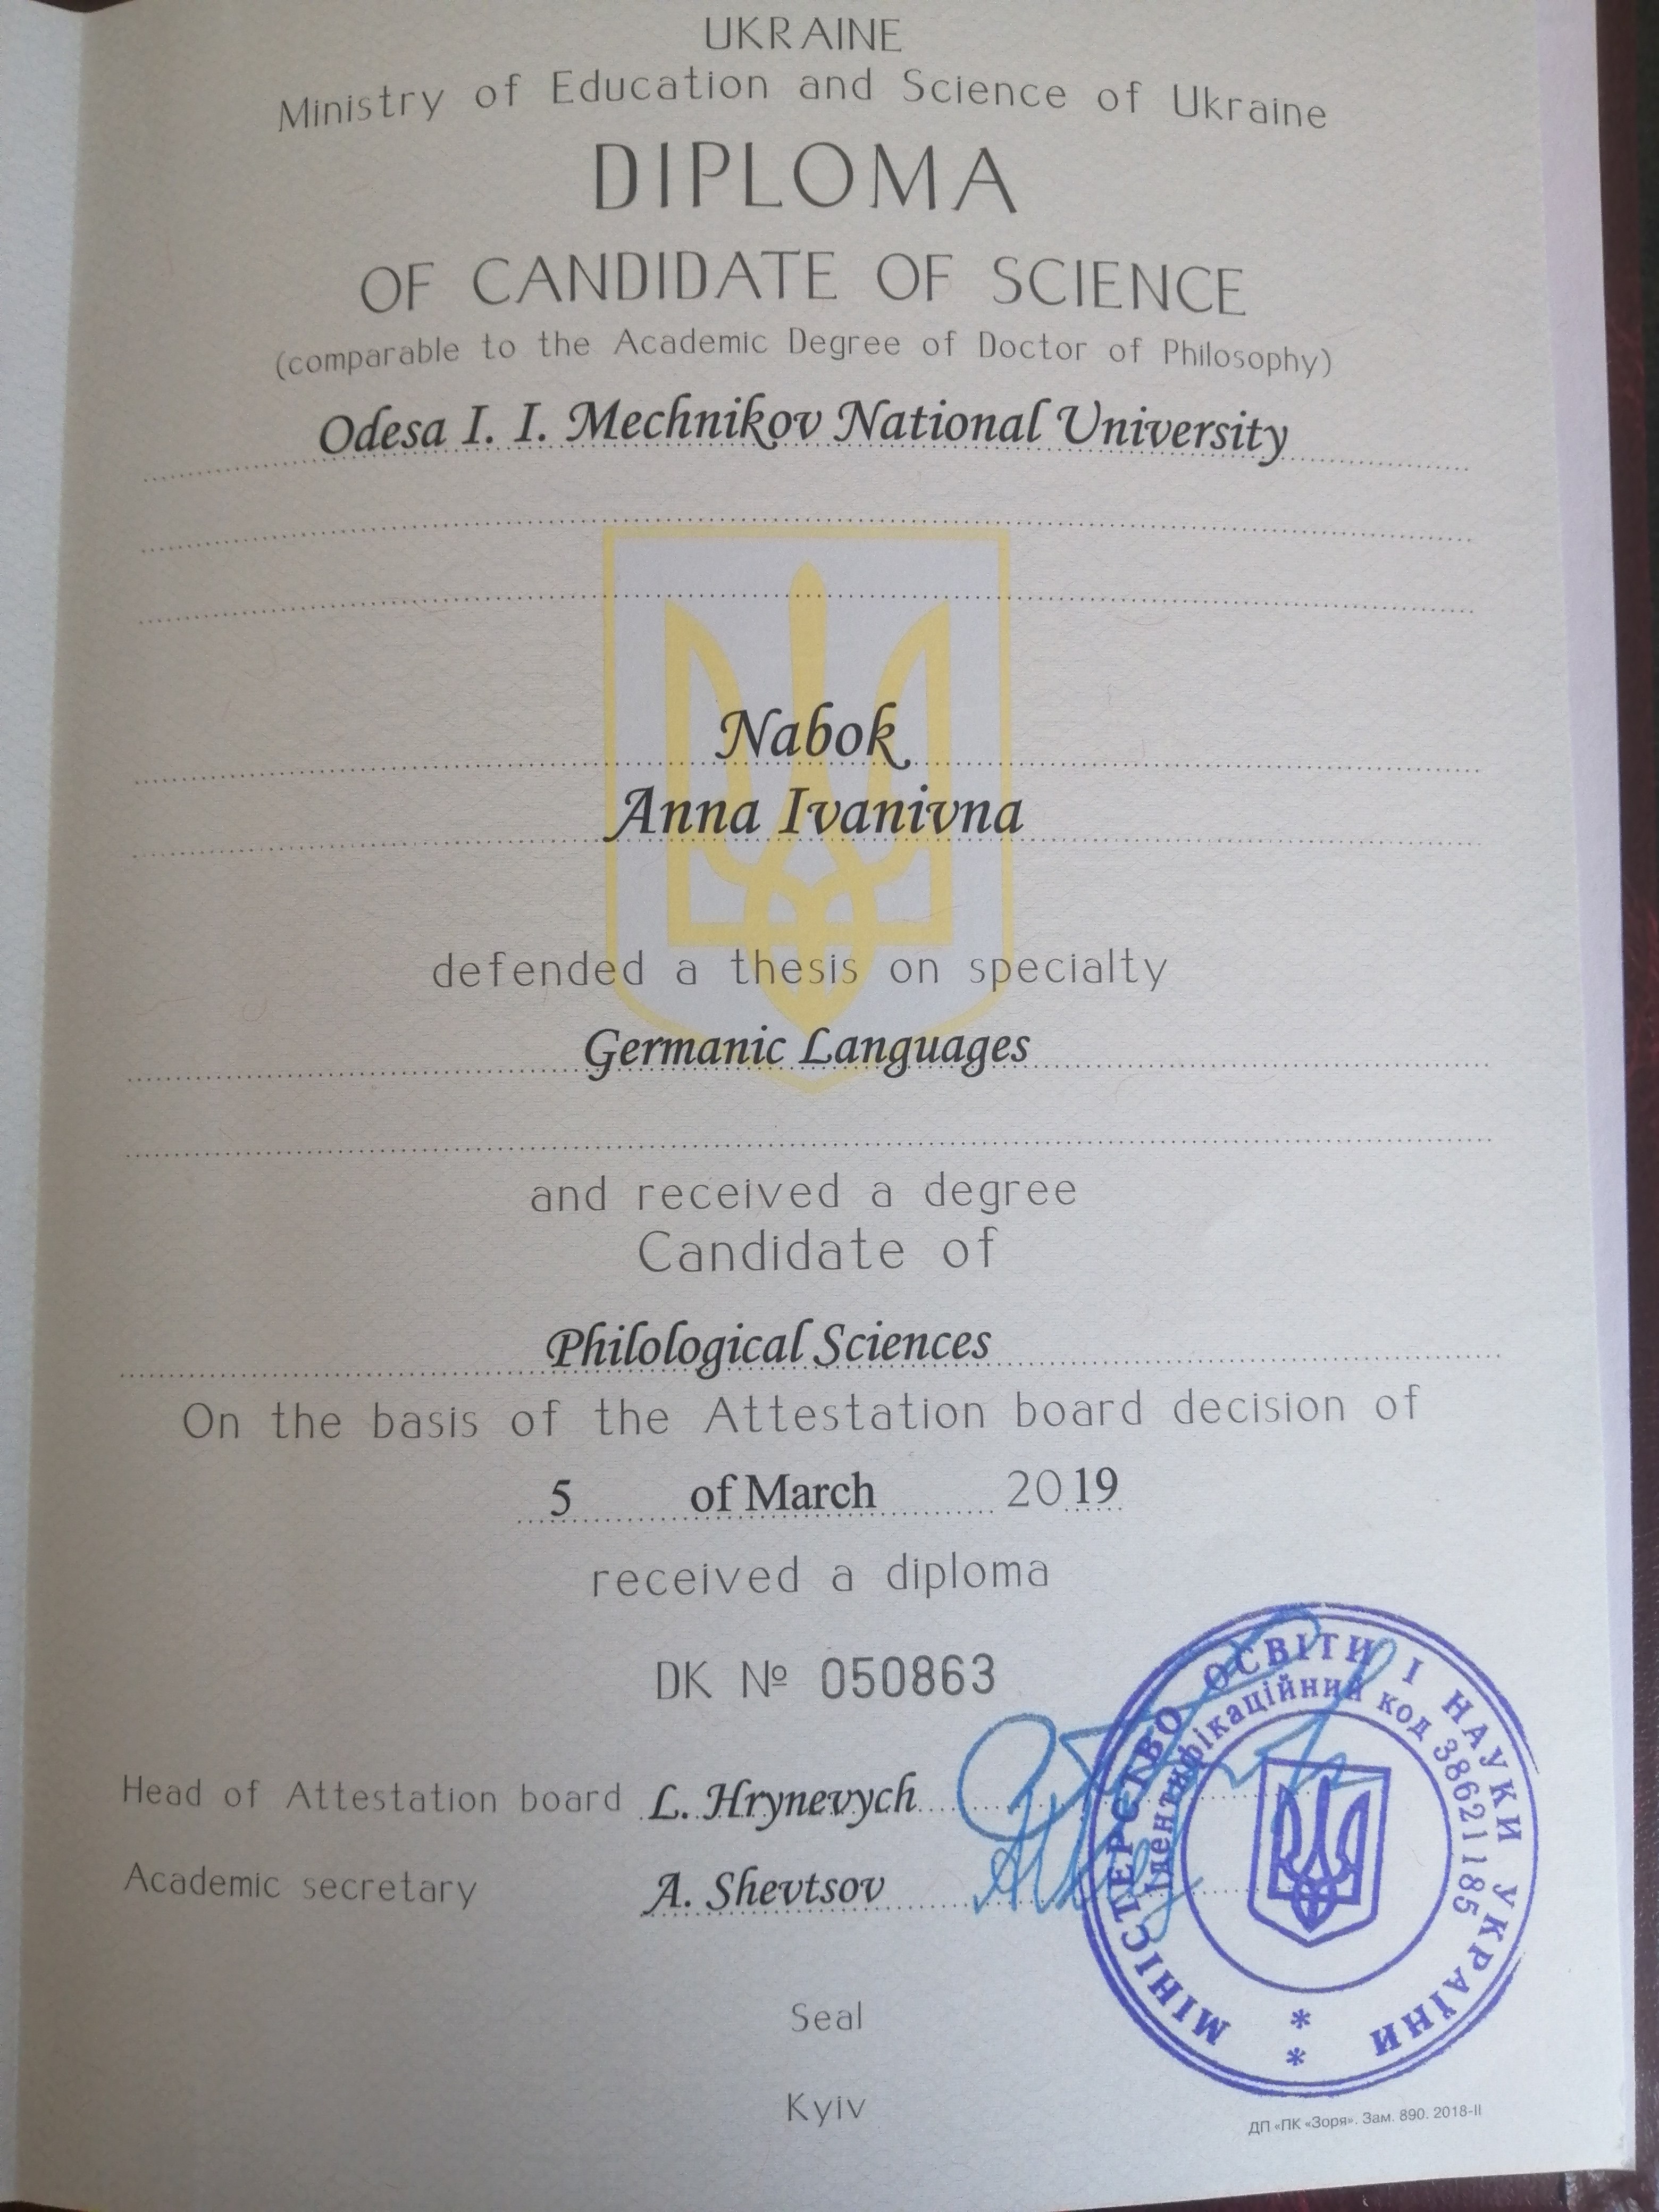 UKRAINE
Ministry of Education and Science of Ukraine
DIPLOMA
OF CANDIDATE OF SCIENCE
(comparable to the Academic Degree of Doctor of Philosophy)
Odesa I. I. Mechnikov National University
Nabok
Anna Ivanivna
defended a thesis on specialty
Germanic Languages
and received a degree
Candidate of
Philological Sciences
On the basis of the Attestation board decision of
5 of March 2019
received a diploma
DK № 050863
Head of Attestation board L. Hrynevych
Academic secretary A. Shevtsov
МІНІСТЕРСТВО ОСВІТИ І НАУКИ УКРАЇНИ
Ідентифікаційний код 38621185
* *
Seal
Kyiv
ДП «ПК «Зоря». Зам. 890. 2018-ІІ